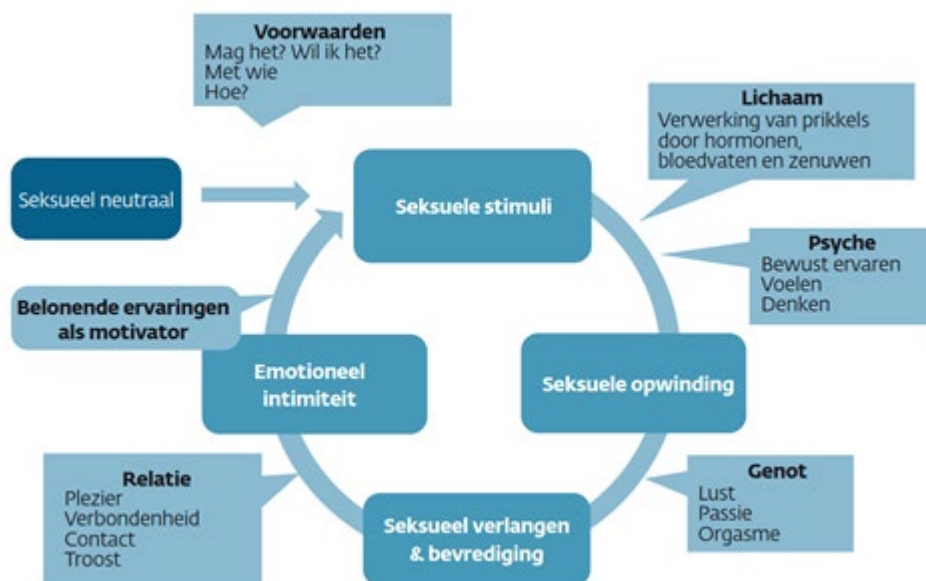 Voorwaarden
Mag het? Wil ik het?
Met wie
Hoe?
Lichaam
Verwerking van prikkels
door hormonen,
bloedvaten en zenuwen
Seksueel neutraal
Seksuele stimuli
Psyche
Bewust ervaren
Voelen
Denken
Belonende ervaringen
als motivator
Emotioneel
intimiteit
Seksuele opwinding
Relatie
Plezier
Verbondenheid
Contact
Troost
Seksueel verlangen
& bevrediging
Genot
Lust
Passie
Orgasme